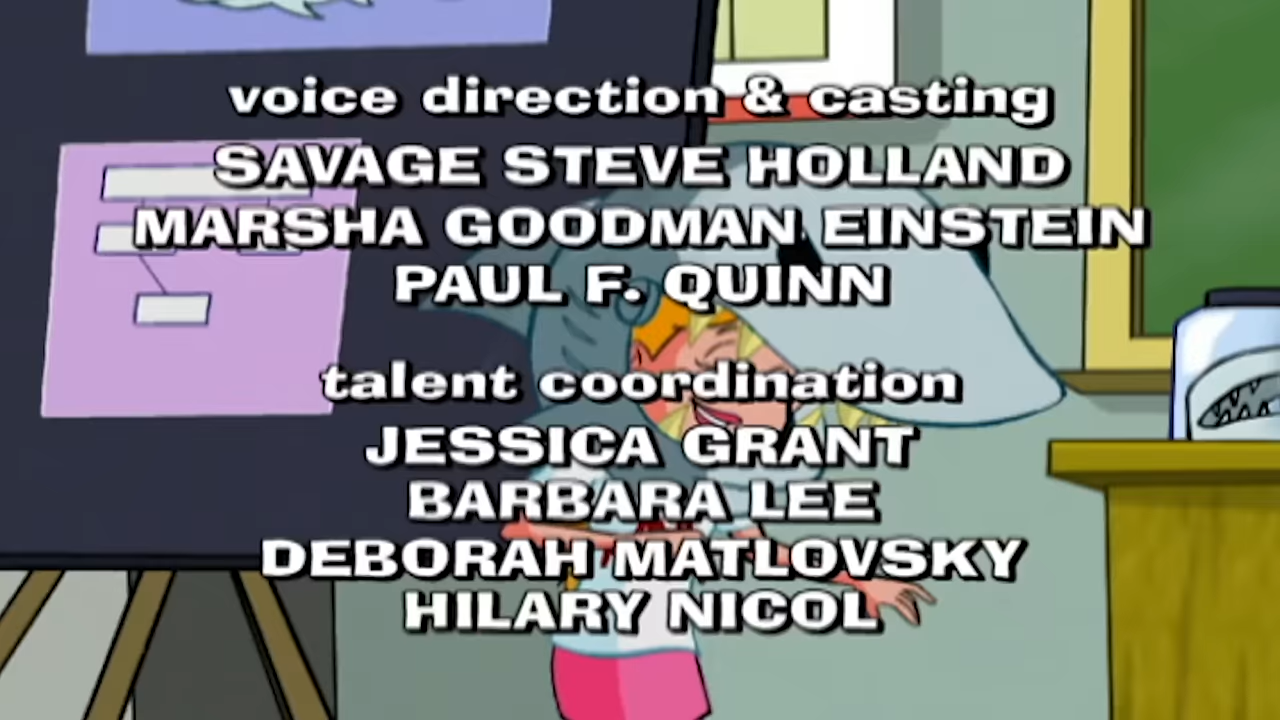 voice direction & casting
SAVAGE STEVE HOLLAND
MARSHA GOODMAN EINSTEIN
PAUL F. QUINN
talent coordination
JESSICA GRANT
BARBARA LEE
DEBORAH MATLOVSKY
HILARY NICOL